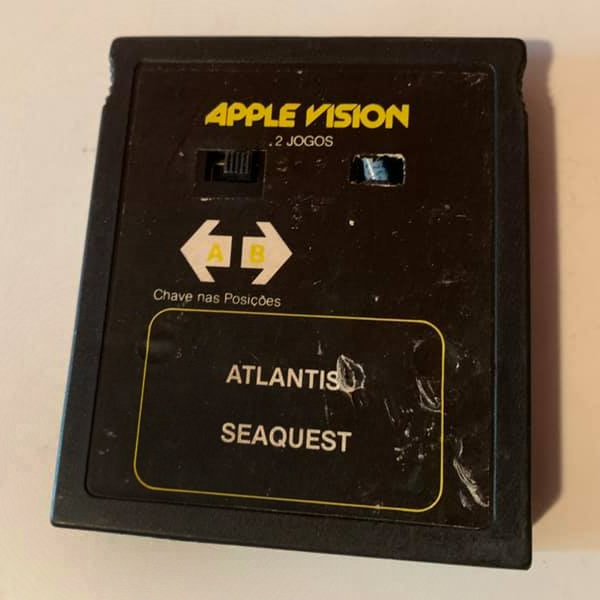 APPLE VISION
.2 JOGOS
A B
Chave nas Posições
ATLANTIS
SEAQUEST